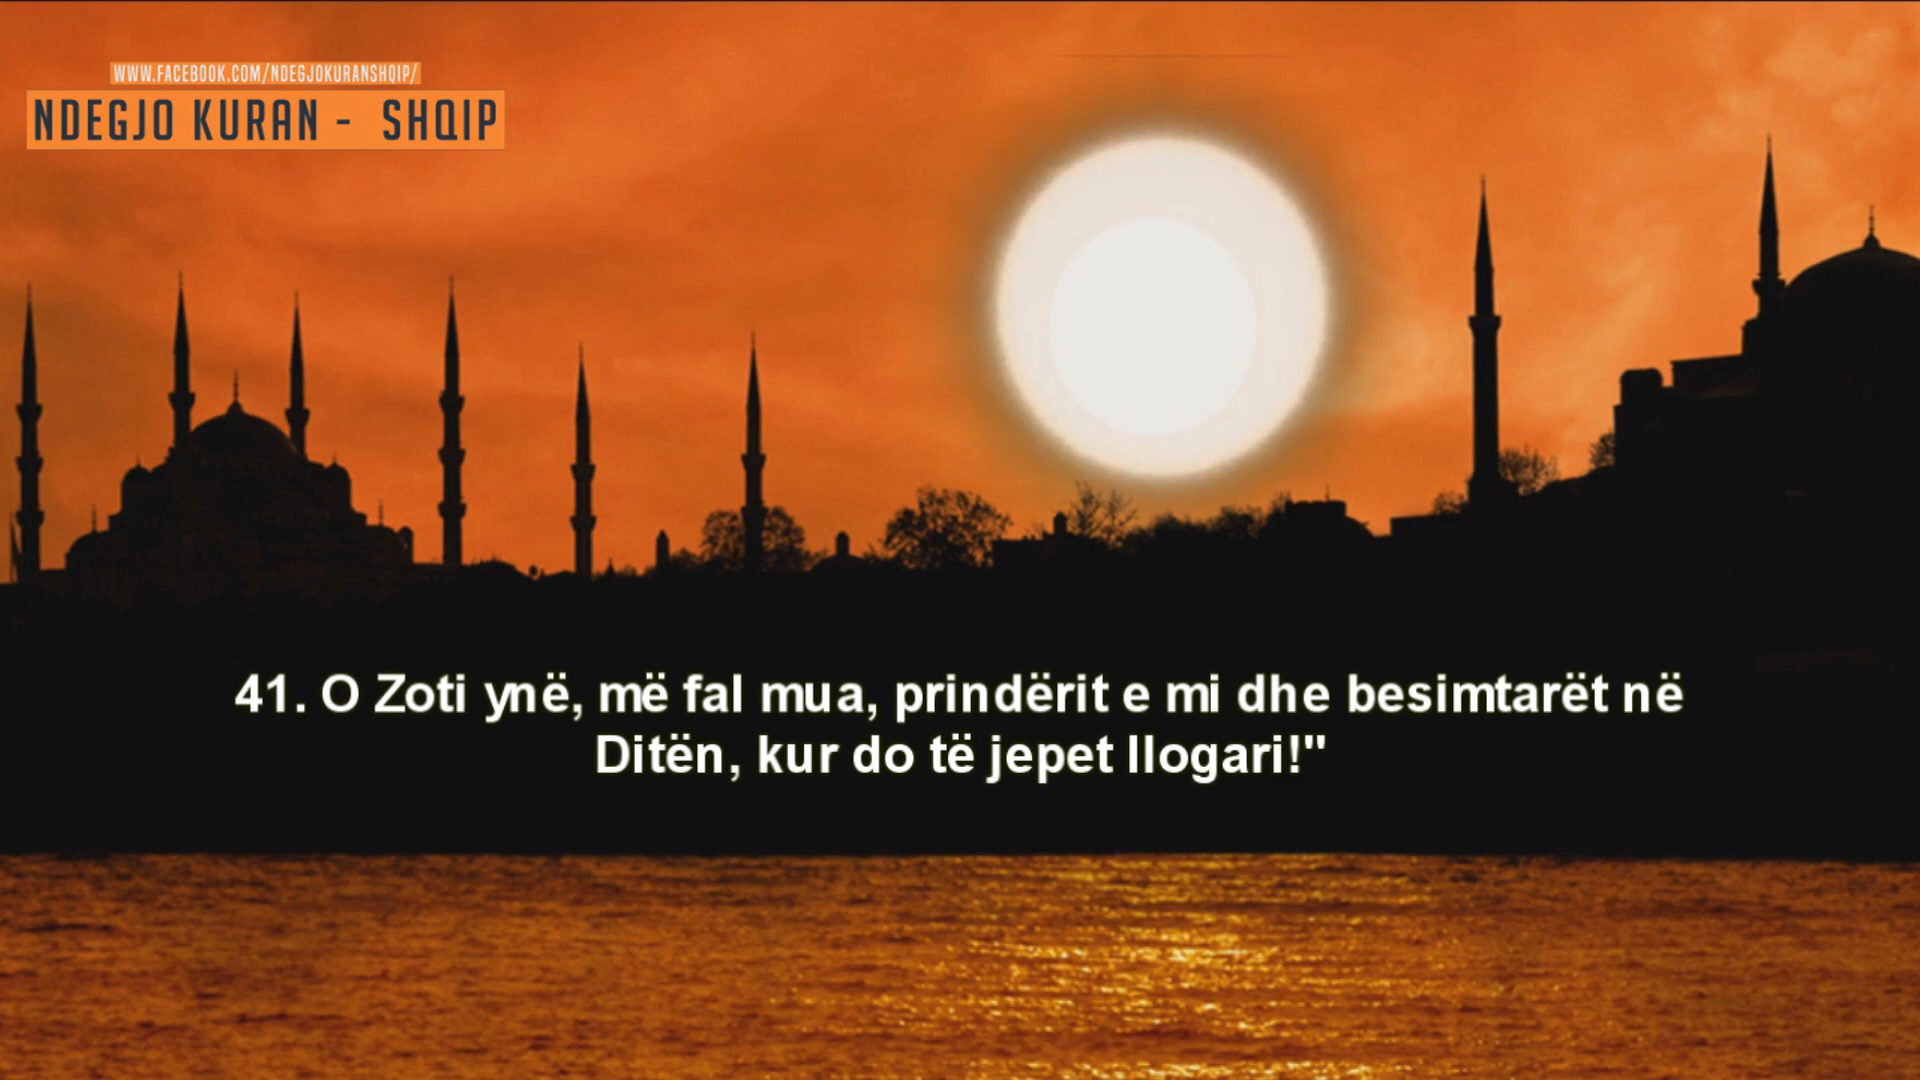 WWW.FACEBOOK.COM/NDEGJOKURANSHQIP/
NDEGJO KURAN - SHQIP
41. O Zoti ynë, më fal mua, prindërit e mi dhe besimtarët në
Ditën, kur do të jepet llogari!"